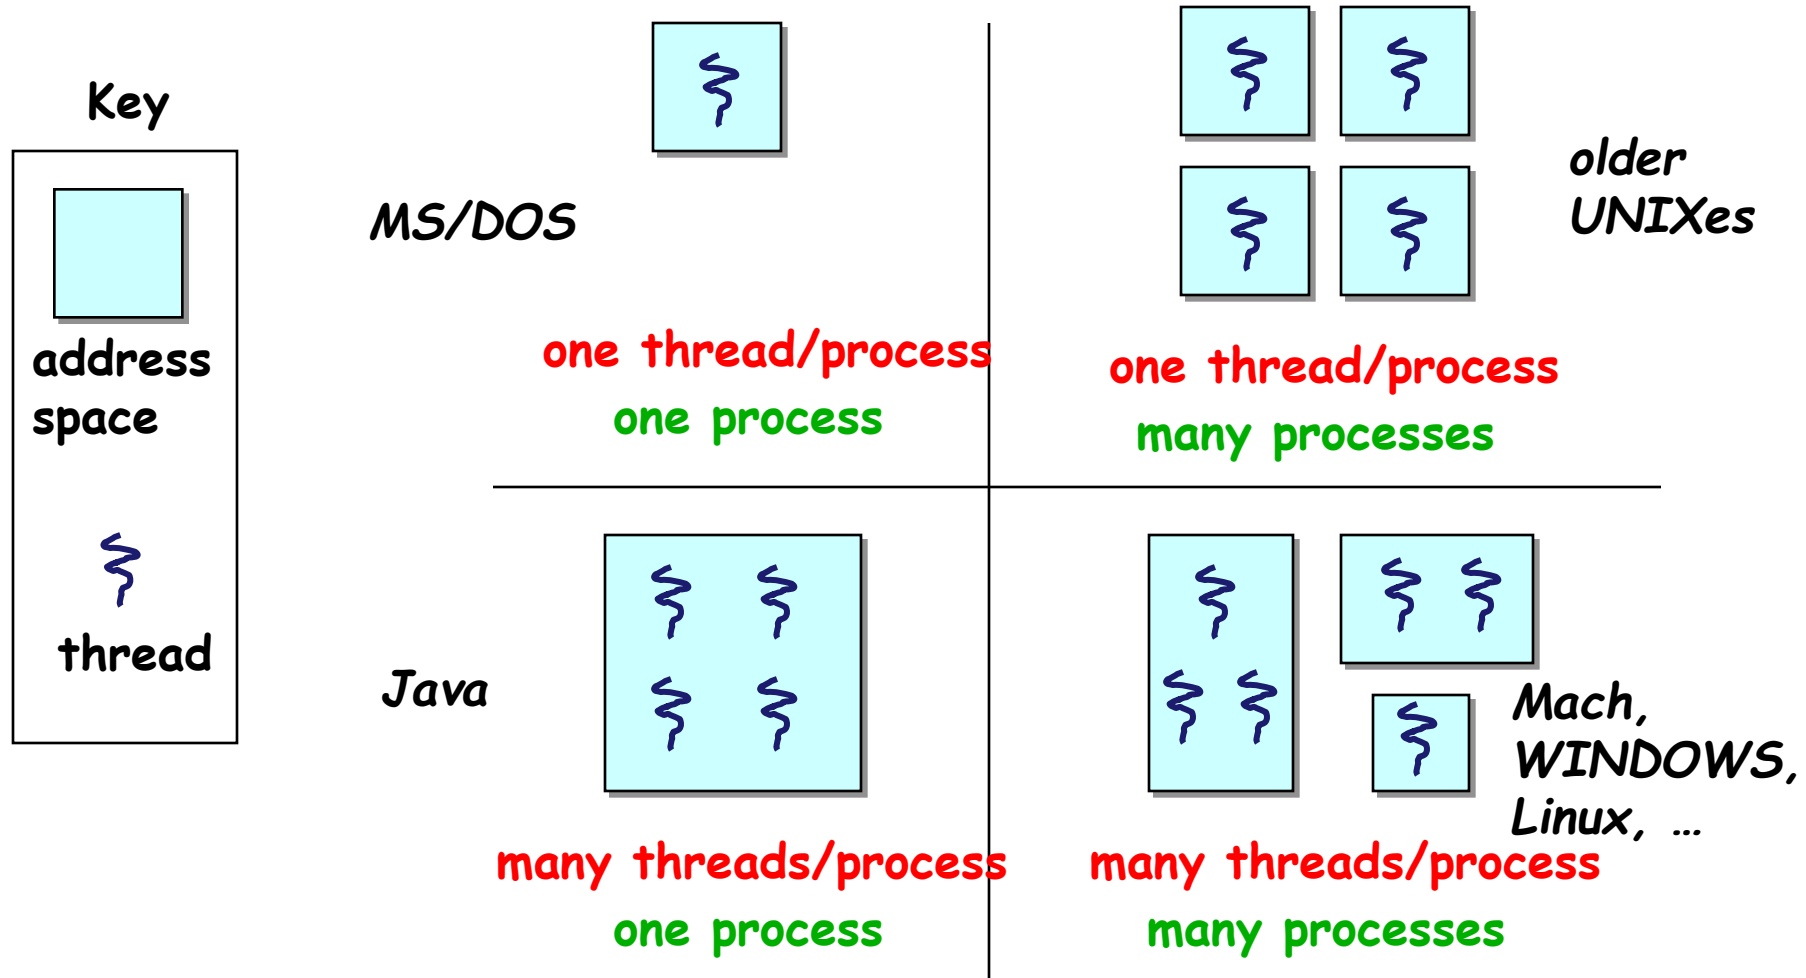 Key
address
space
thread
MS/DOS
one thread/process
one process
older
UNIXes
one thread/process
many processes
Java
many threads/process
one process
Mach,
WINDOWS,
Linux, …
many threads/process
many processes